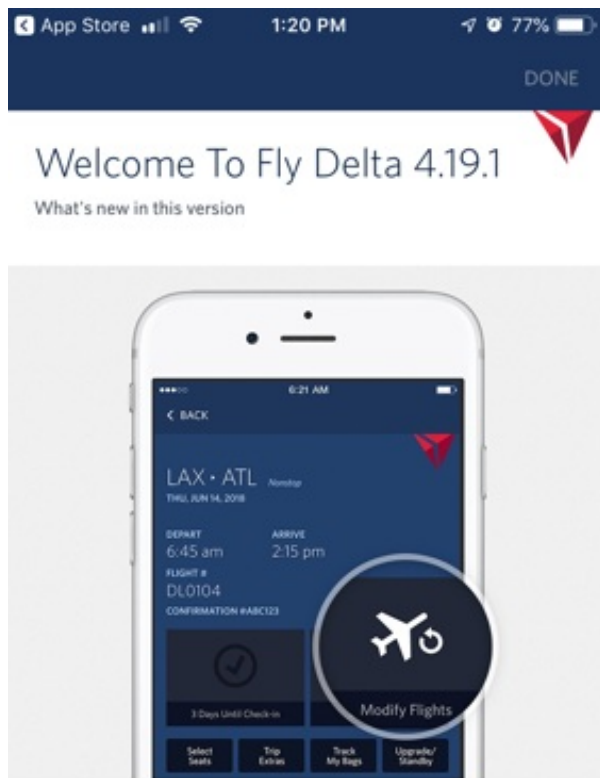 App Store 1:20 PM 77%
DONE
Welcome To Fly Delta 4.19.1
What's new in this version
6:21 AM
BACK
LAX • ATL Nonstop
THU, JUN 14, 2018
DEPART ARRIVE
6:45 am 2:15 pm
FLIGHT #
DL0104
CONFIRMATION #ABC123
3 Days Until Check-in Modify Flights
Select Trip Track Upgrade/
Seats Extras My Bags Standby